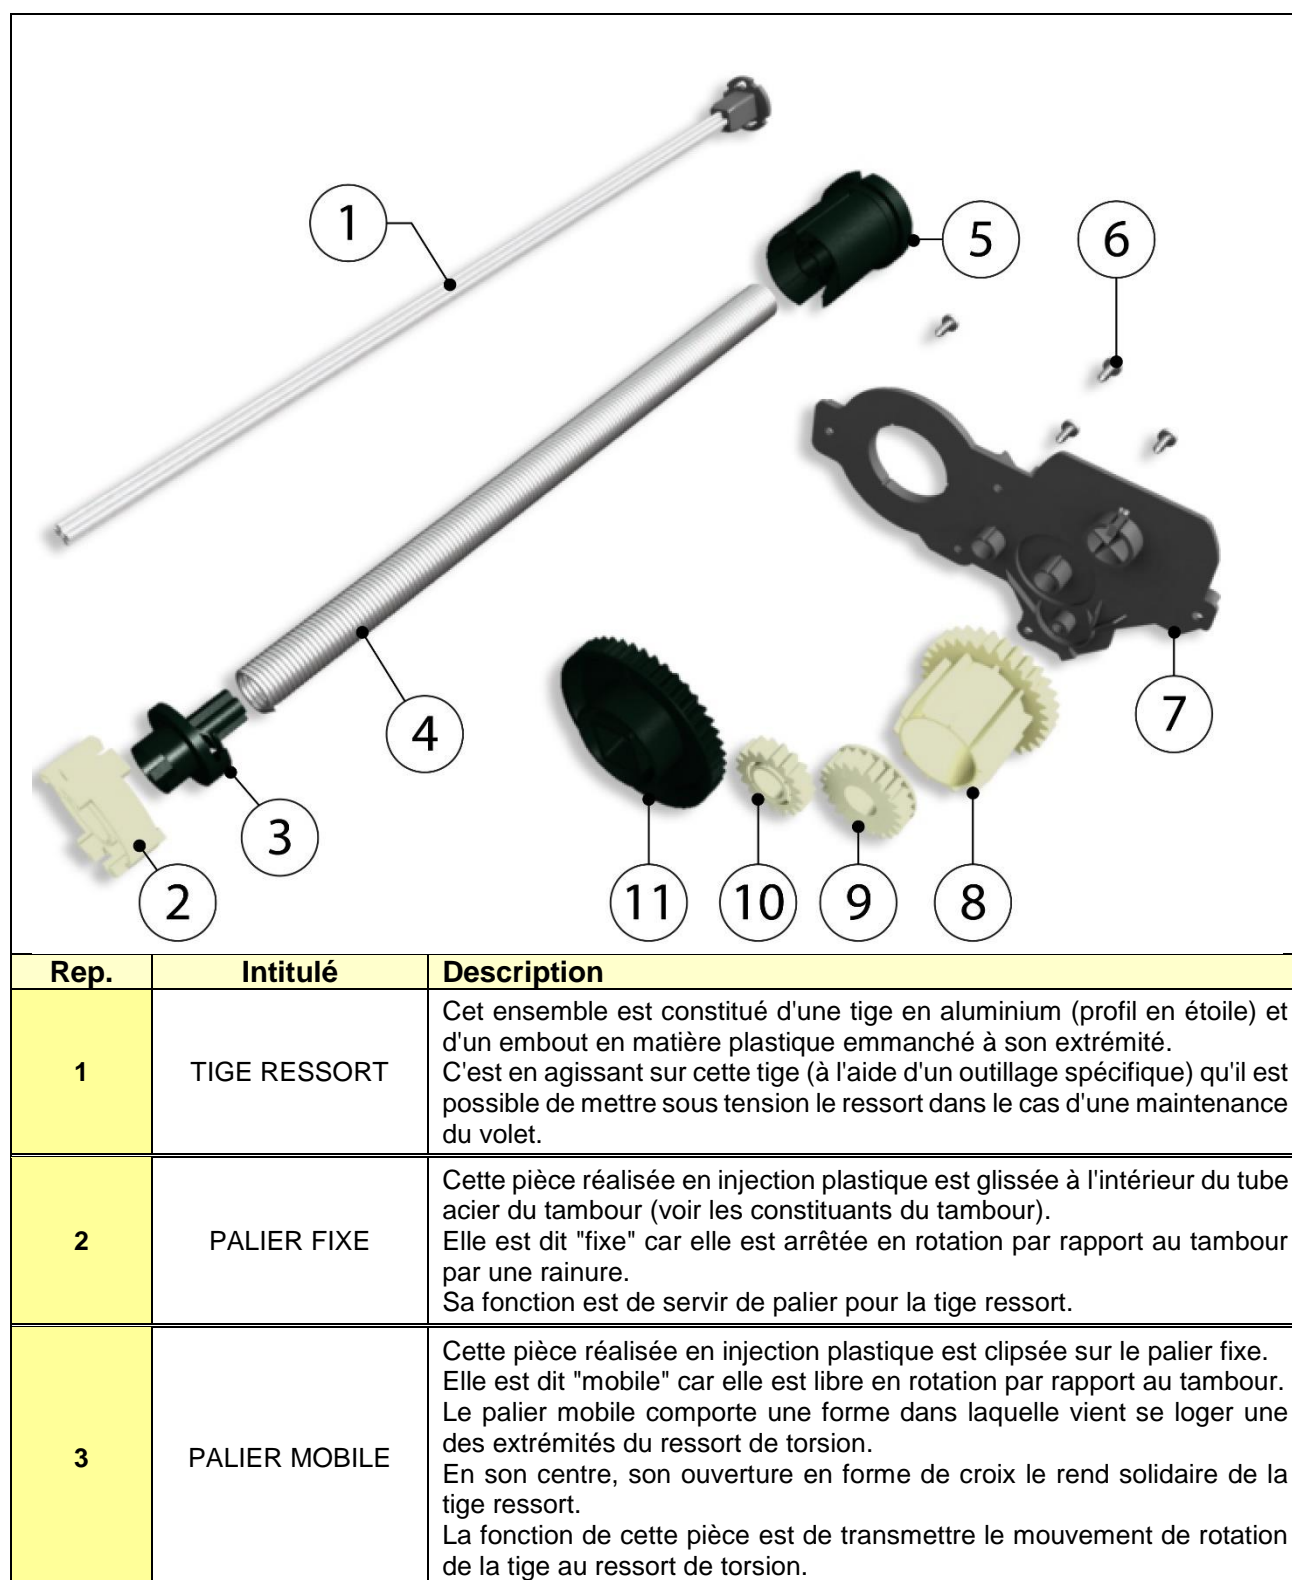 1
5
6
4
7
3
2
11
10
9
8
Rep.
Intitulé
Description
1
TIGE RESSORT
Cet ensemble est constitué d'une tige en aluminium (profil en étoile) et
d'un embout en matière plastique emmanché à son extrémité.
C'est en agissant sur cette tige (à l'aide d'un outillage spécifique) qu'il est
possible de mettre sous tension le ressort dans le cas d'une maintenance
du volet.
2
PALIER FIXE
Cette pièce réalisée en injection plastique est glissée à l'intérieur du tube
acier du tambour (voir les constituants du tambour).
Elle est dit "fixe" car elle est arrêtée en rotation par rapport au tambour
par une rainure.
Sa fonction est de servir de palier pour la tige ressort.
3
PALIER MOBILE
Cette pièce réalisée en injection plastique est clipsée sur le palier fixe.
Elle est dit "mobile" car elle est libre en rotation par rapport au tambour.
Le palier mobile comporte une forme dans laquelle vient se loger une
des extrémités du ressort de torsion.
En son centre, son ouverture en forme de croix le rend solidaire de la
tige ressort.
La fonction de cette pièce est de transmettre le mouvement de rotation
de la tige au ressort de torsion.